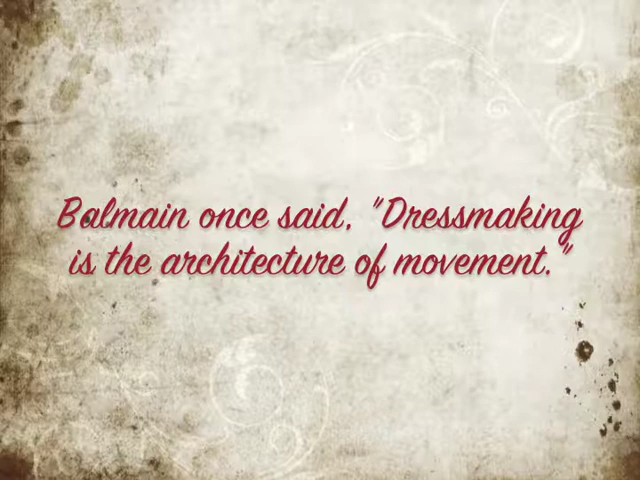 Balmain once said, "Dressmaking
is the architecture of movement."